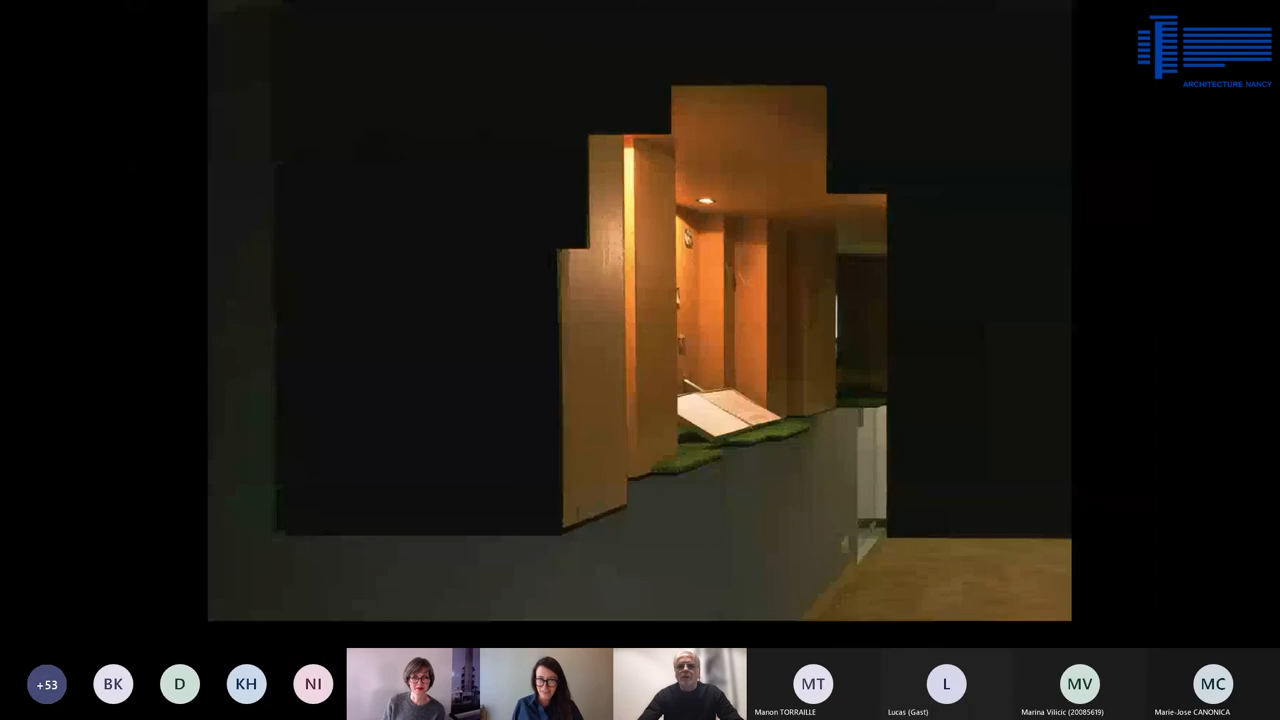 ARCHITECTURE NANCY
+53
BK
D
KH
NI
MT
Manon TORRAILLE
L
Lucas (Gast)
MV
Marina Vilicic (20085619)
MC
Marie-Jose CANONICA